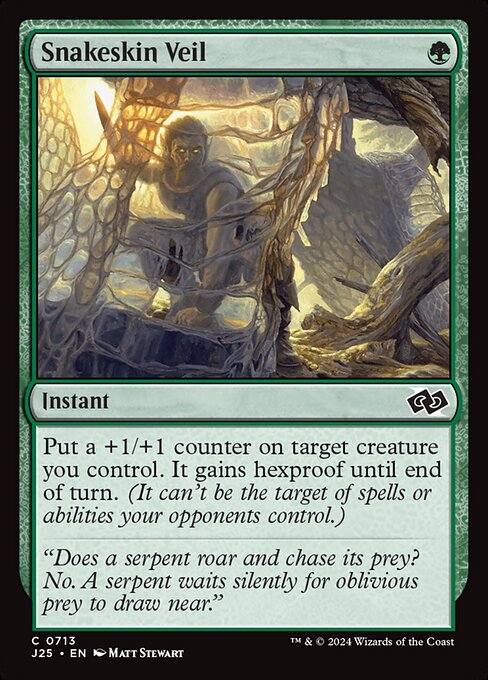 Snakeskin Veil
Instant
Put a +1/+1 counter on target creature
you control. It gains hexproof until end
of turn. (It can't be the target of spells or
abilities your opponents control.)
“Does a serpent roar and chase its prey?
No. A serpent waits silently for oblivious
prey to draw near.”
C 0713
J25 • EN Matt Stewart
™ & © 2024 Wizards of the Coast